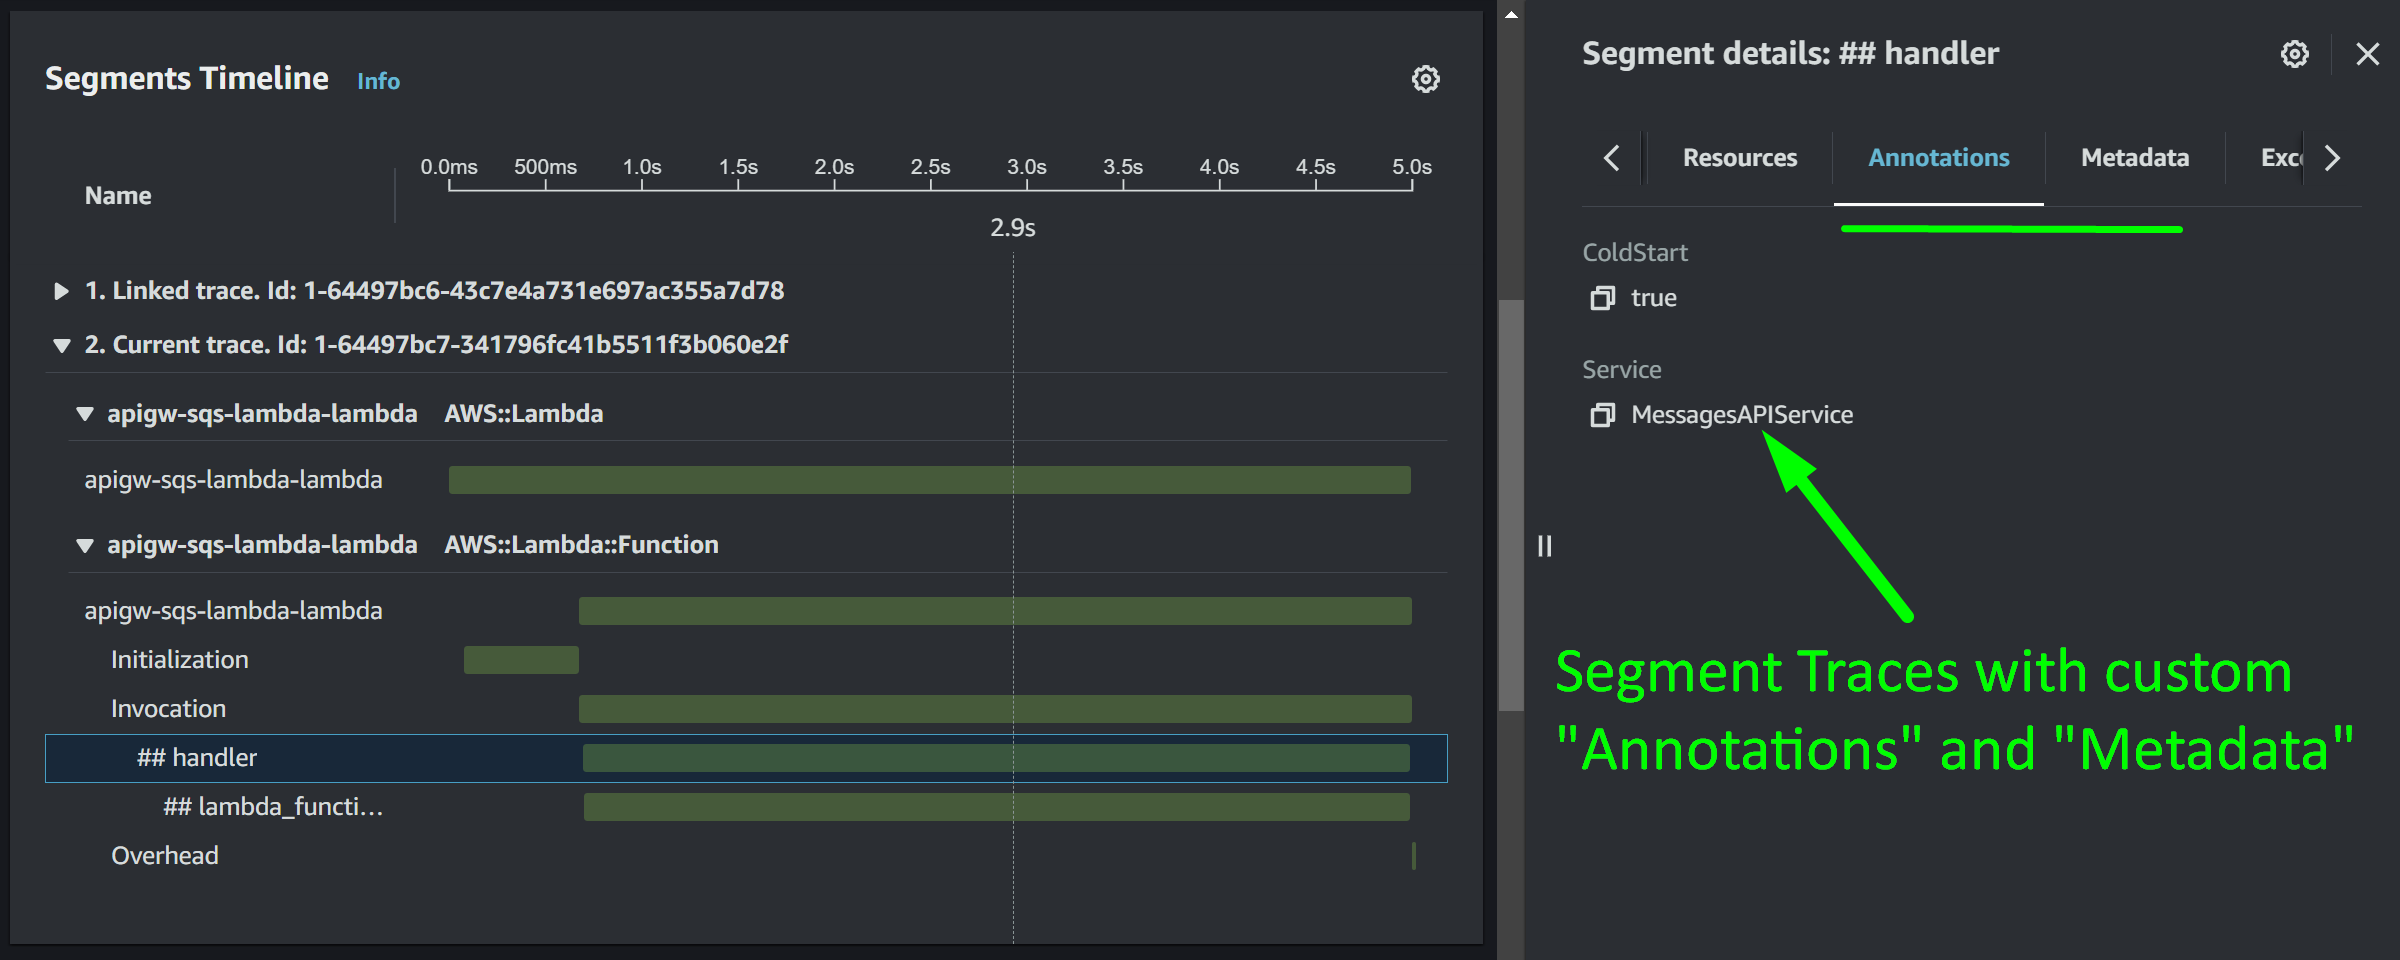 Segments Timeline Info
Name
0.0ms 500ms 1.0s 1.5s 2.0s 2.5s 3.0s 3.5s 4.0s 4.5s 5.0s
2.9s
1. Linked trace. Id: 1-64497bc6-43c7e4a731e697ac355a7d78
2. Current trace. Id: 1-64497bc7-341796fc41b5511f3b060e2f
apigw-sqs-lambda-lambda AWS::Lambda
apigw-sqs-lambda-lambda
apigw-sqs-lambda-lambda AWS::Lambda::Function
apigw-sqs-lambda-lambda
Initialization
Invocation
## handler
## lambda_functi...
Overhead
Segment details: ## handler
Resources Annotations Metadata Exc
ColdStart
true
Service
MessagesAPIService
Segment Traces with custom
"Annotations" and "Metadata"